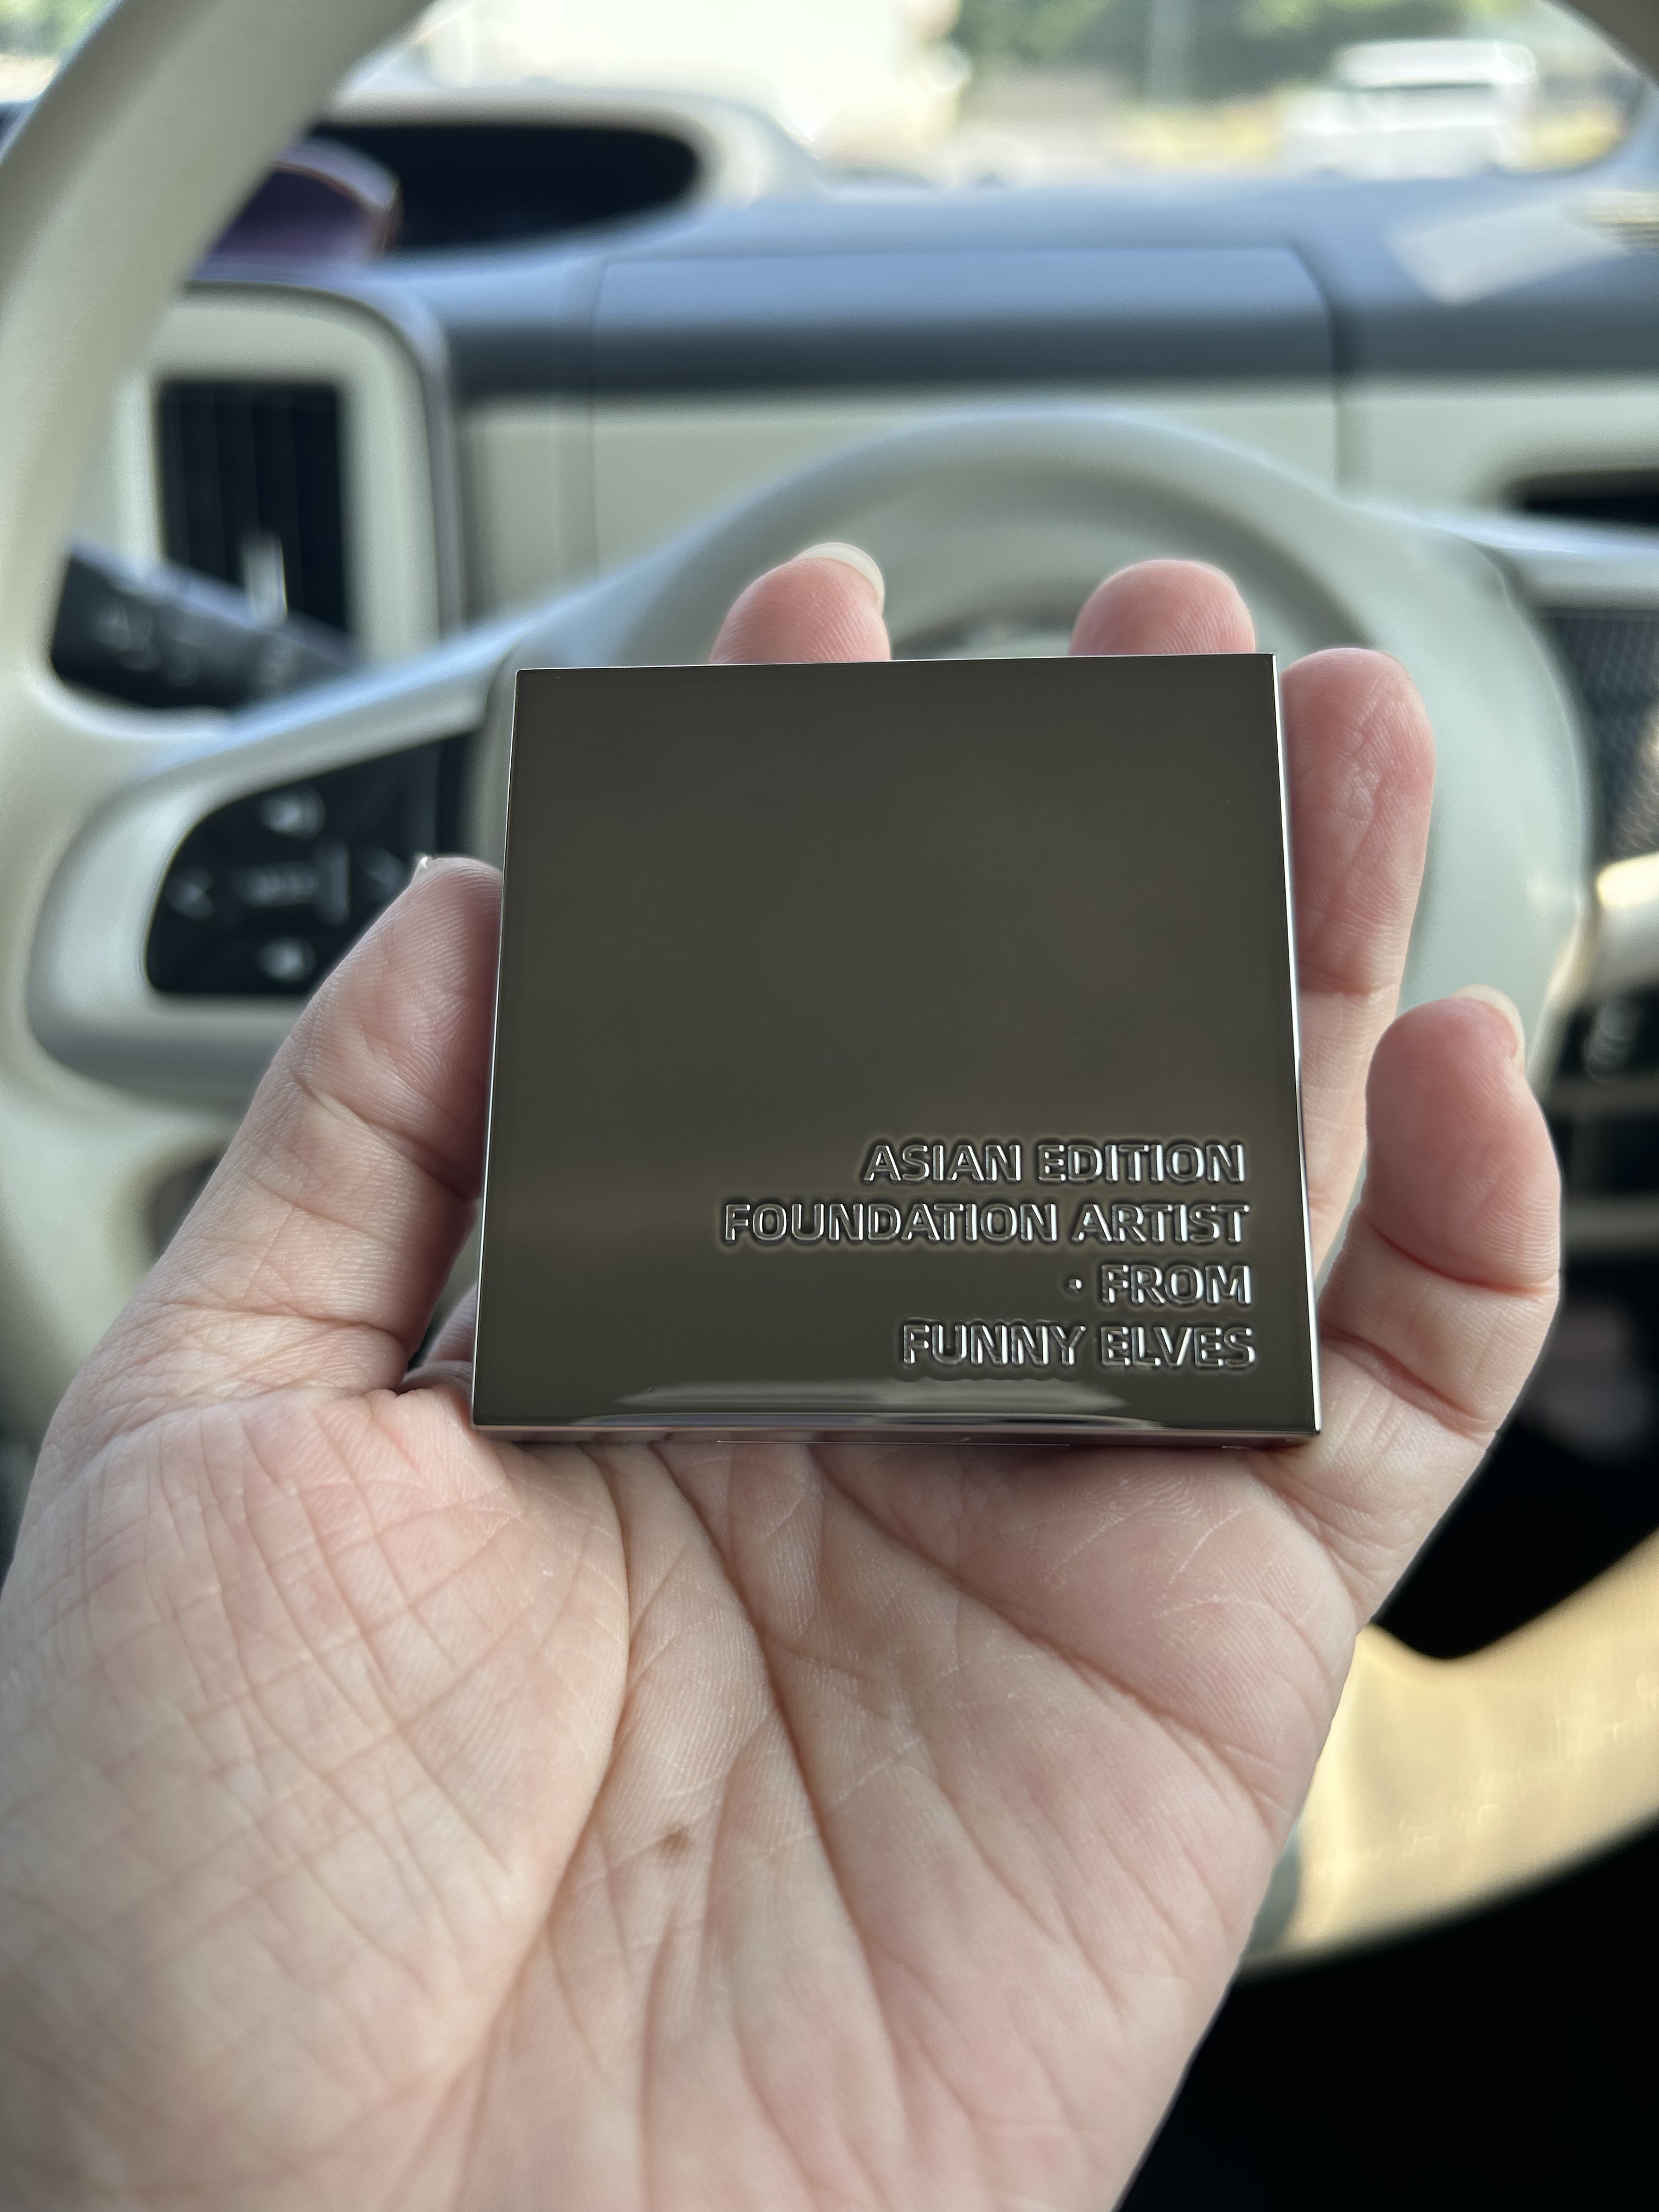 ASIAN EDITION
FOUNDATION ARTIST
· FROM
FUNNY ELVES